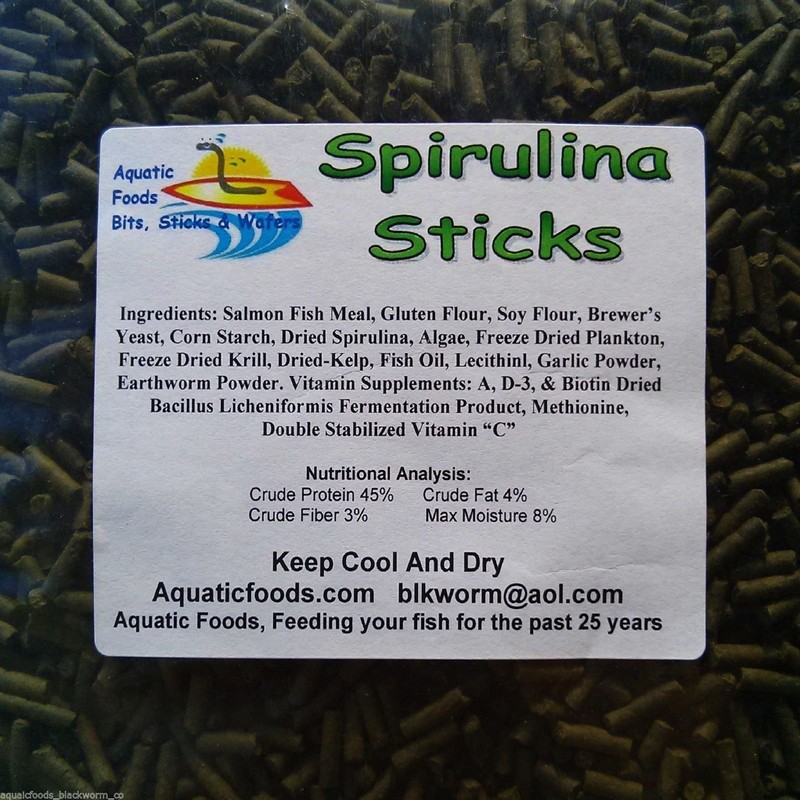 Aquatic
Foods
Bits, Sticks & Wafers
Spirulina
Sticks
Ingredients: Salmon Fish Meal, Gluten Flour, Soy Flour, Brewer's
Yeast, Corn Starch, Dried Spirulina, Algae, Freeze Dried Plankton,
Freeze Dried Krill, Dried-Kelp, Fish Oil, Lecithinl, Garlic Powder,
Earthworm Powder. Vitamin Supplements: A, D-3, & Biotin Dried
Bacillus Licheniformis Fermentation Product, Methionine,
Double Stabilized Vitamin “C”
Nutritional Analysis:
Crude Protein 45% Crude Fat 4%
Crude Fiber 3% Max Moisture 8%
Keep Cool And Dry
Aquaticfoods.com blkworm@aol.com
Aquatic Foods, Feeding your fish for the past 25 years
aquaicfoods_blackworm_co